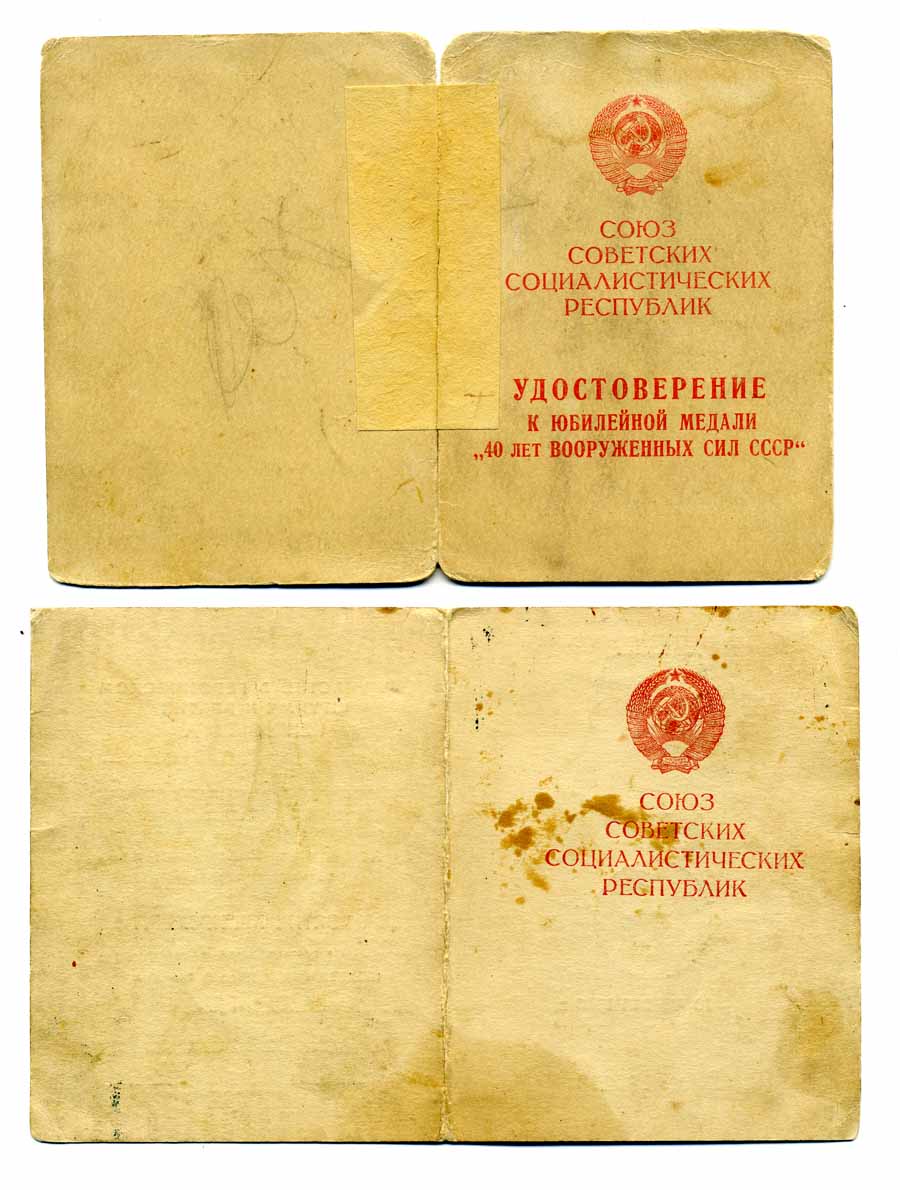 СОЮЗ
СОВЕТСКИХ
СОЦИАЛИСТИЧЕСКИХ
РЕСПУБЛИК
УДОСТОВЕРЕНИЕ
К ЮБИЛЕЙНОЙ МЕДАЛИ
„40 ЛЕТ ВООРУЖЕННЫХ СИЛ СССР“
СОЮЗ
СОВЕТСКИХ
СОЦИАЛИСТИЧЕСКИХ
РЕСПУБЛИК